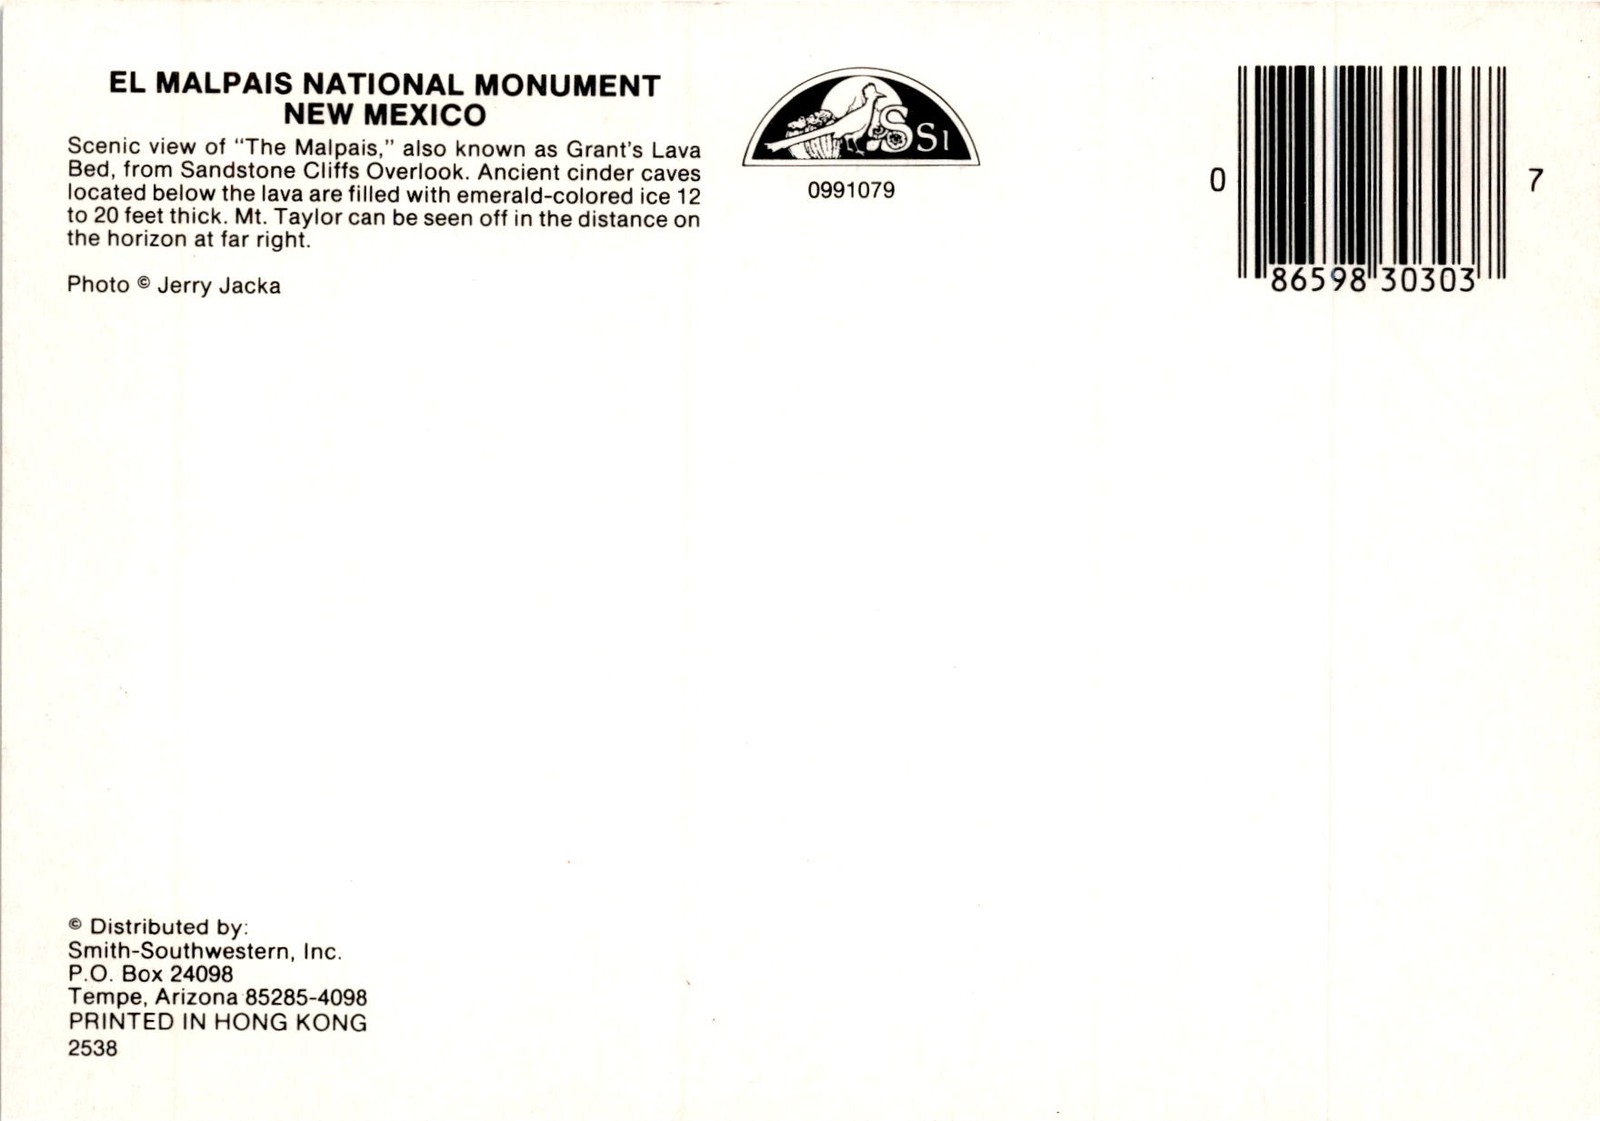 EL MALPAIS NATIONAL MONUMENT
NEW MEXICO
Scenic view of "The Malpais," also known as Grant's Lava
Bed, from Sandstone Cliffs Overlook. Ancient cinder caves
located below the lava are filled with emerald-colored ice 12
to 20 feet thick. Mt. Taylor can be seen off in the distance on
the horizon at far right.
Photo © Jerry Jacka
SSI
0991079
0 86598 30303 7
© Distributed by:
Smith-Southwestern, Inc.
P.O. Box 24098
Tempe, Arizona 85285-4098
PRINTED IN HONG KONG
2538